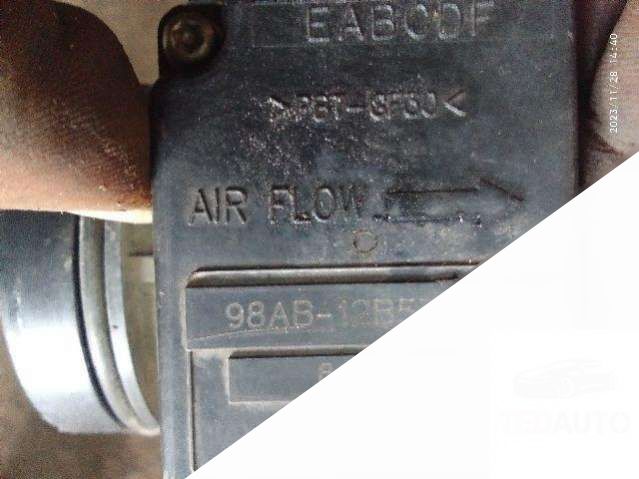 EABCDF
>PBT-GF30<
AIR FLOW
98AB-12B5
2023/11/28 14:40
TEDAUTO